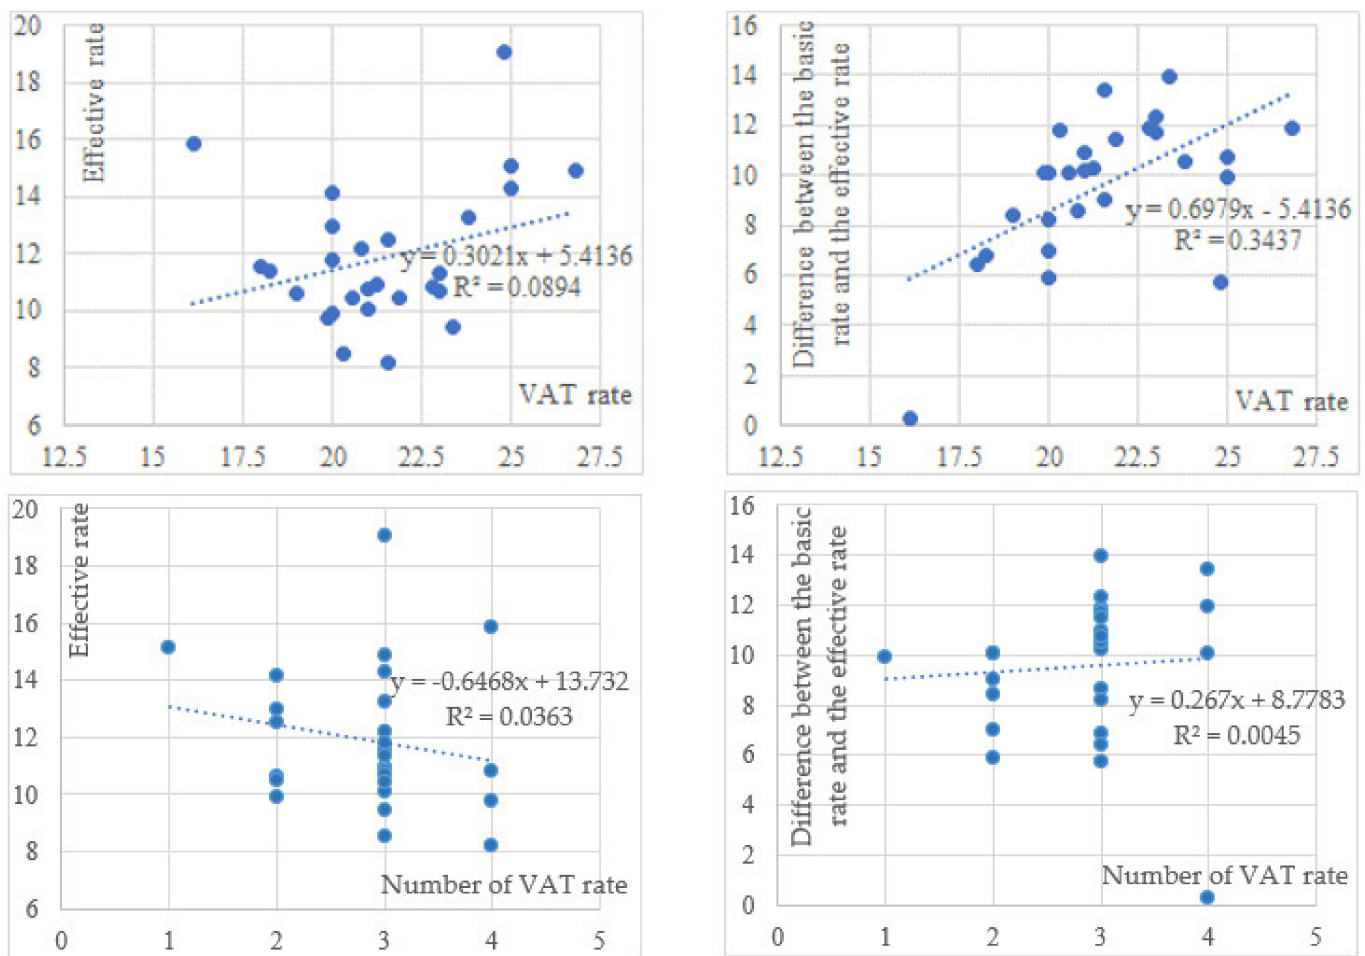 20
18
16
14
12
10
8
6
Effective rate
y = 0.3021x + 5.4136
R² = 0.0894
VAT rate
12.5 15 17.5 20 22.5 25 27.5
16
14
12
10
8
6
4
2
0
Difference between the basic
rate and the effective rate
y = 0.6979x - 5.4136
R² = 0.3437
VAT rate
12.5 15 17.5 20 22.5 25 27.5
20
18
16
14
12
10
8
6
Effective rate
y = -0.6468x + 13.732
R² = 0.0363
Number of VAT rate
0 1 2 3 4 5
16
14
12
10
8
6
4
2
0
Difference between the basic
rate and the effective rate
y = 0.267x + 8.7783
R² = 0.0045
Number of VAT rate
0 1 2 3 4 5